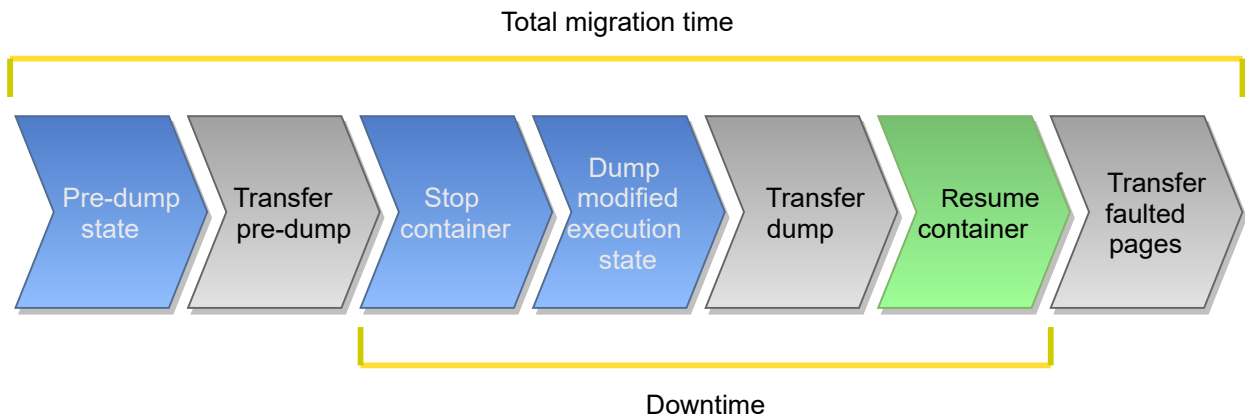 Total migration time
Pre-dump
state
Transfer
pre-dump
Stop
container
Dump
modified
execution
state
Transfer
dump
Resume
container
Transfer
faulted
pages
Downtime